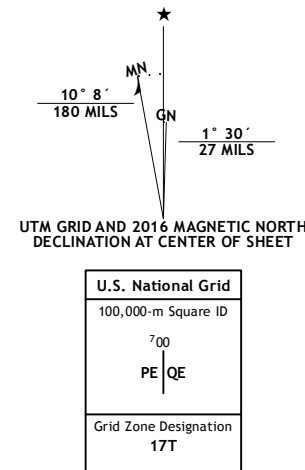 ★
MN
GN
10° 8´
180 MILS
1° 30´
27 MILS
UTM GRID AND 2016 MAGNETIC NORTH
DECLINATION AT CENTER OF SHEET
U.S. National Grid
100,000-m Square ID
⁷00
PE QE
Grid Zone Designation
17T